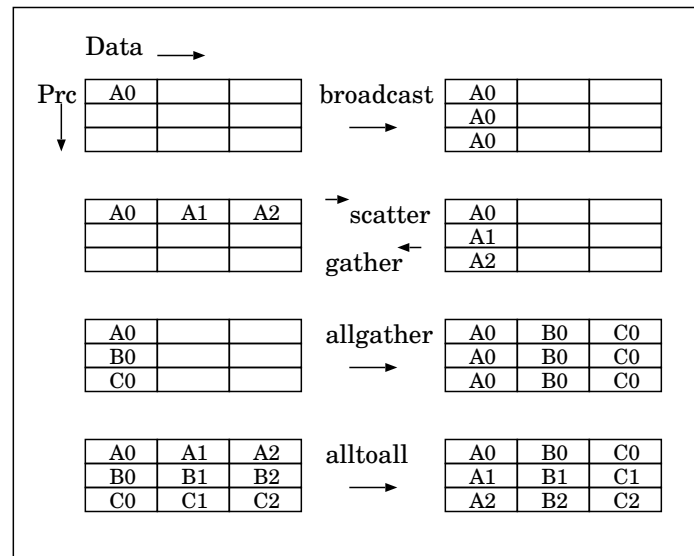 Data
Prc A0 broadcast A0
A0
A0
A0 A1 A2 scatter A0
A1
gather A2
A0 allgather A0 B0 C0
B0 A0 B0 C0
C0 A0 B0 C0
A0 A1 A2 alltoall A0 B0 C0
B0 B1 B2 A1 B1 C1
C0 C1 C2 A2 B2 C2